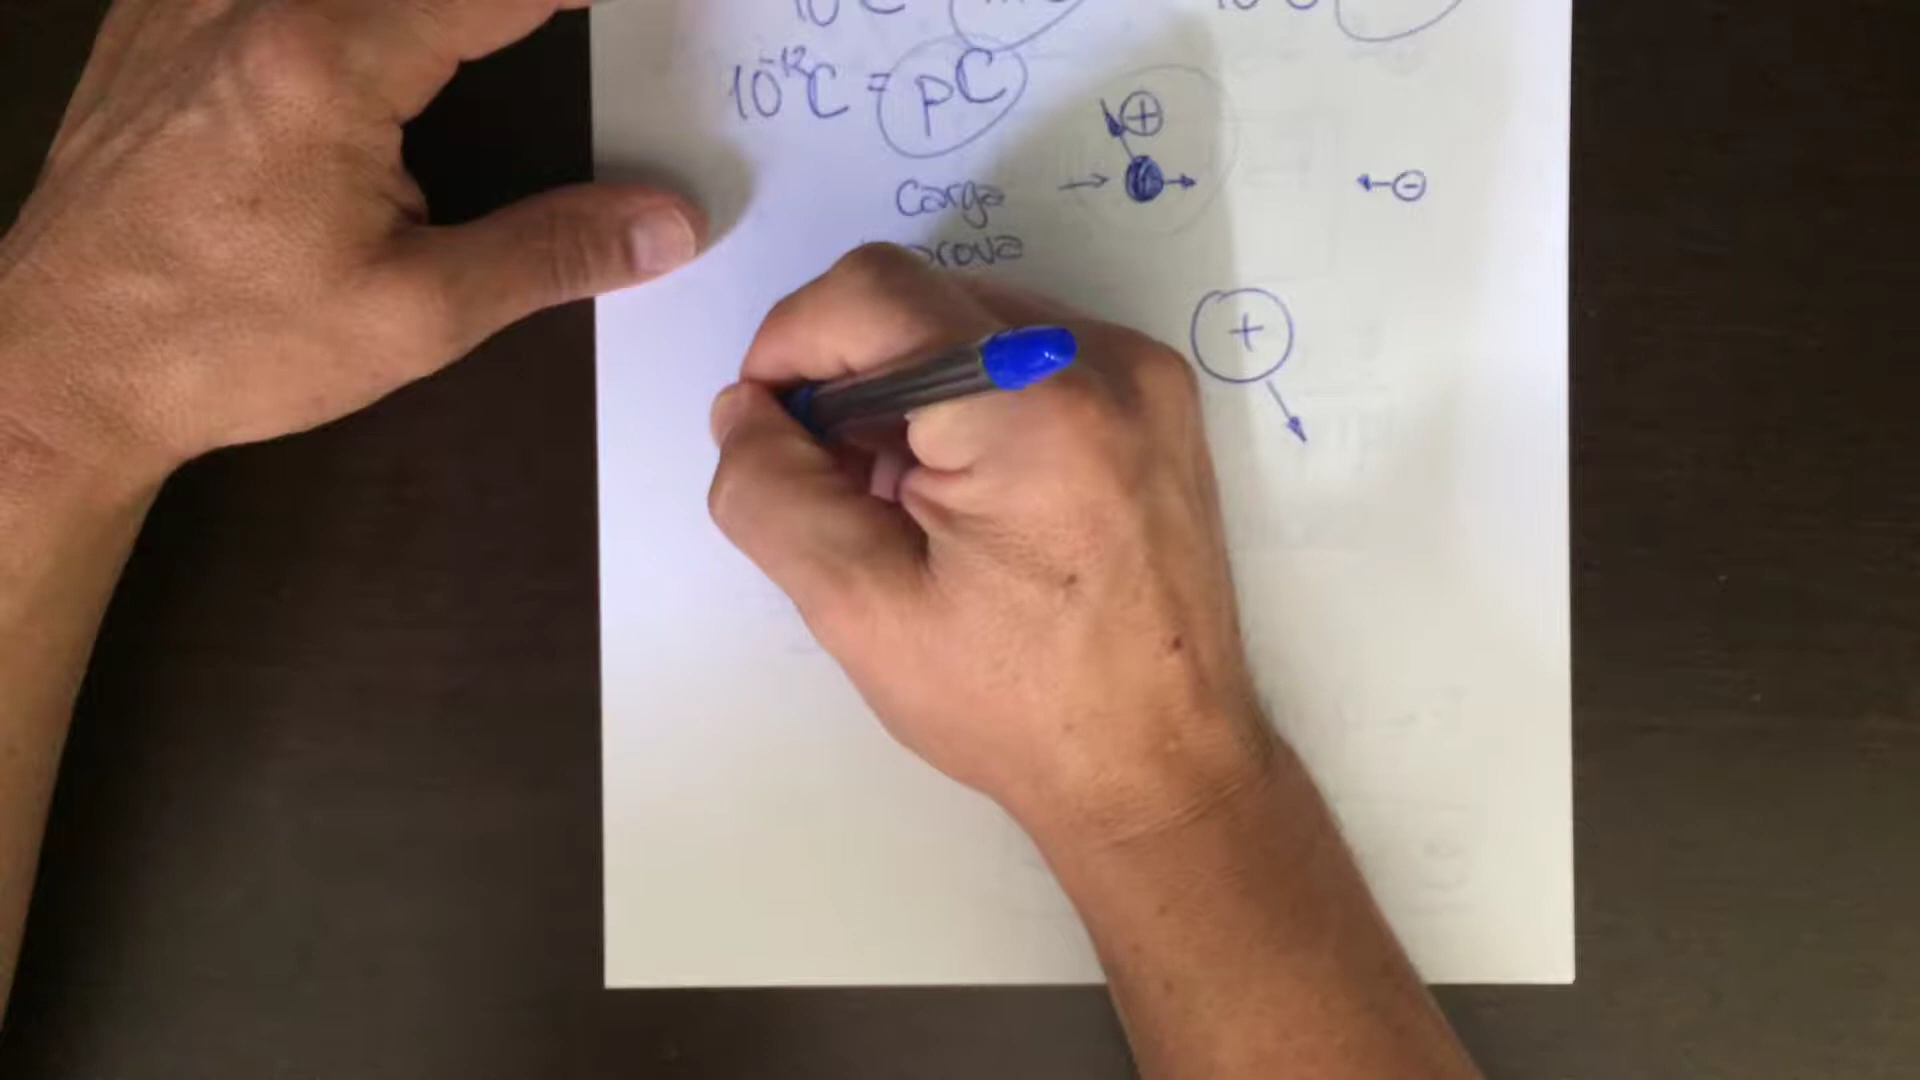 10⁻¹²C = pC
carga
prova